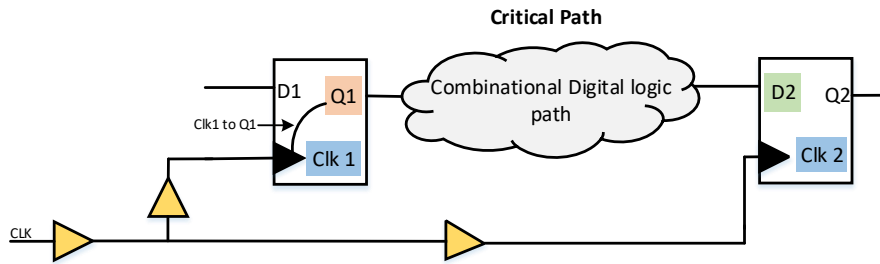 Critical Path
D1
Q1
Combinational Digital logic
path
D2
Q2
Clk1 to Q1
Clk 1
Clk 2
CLK